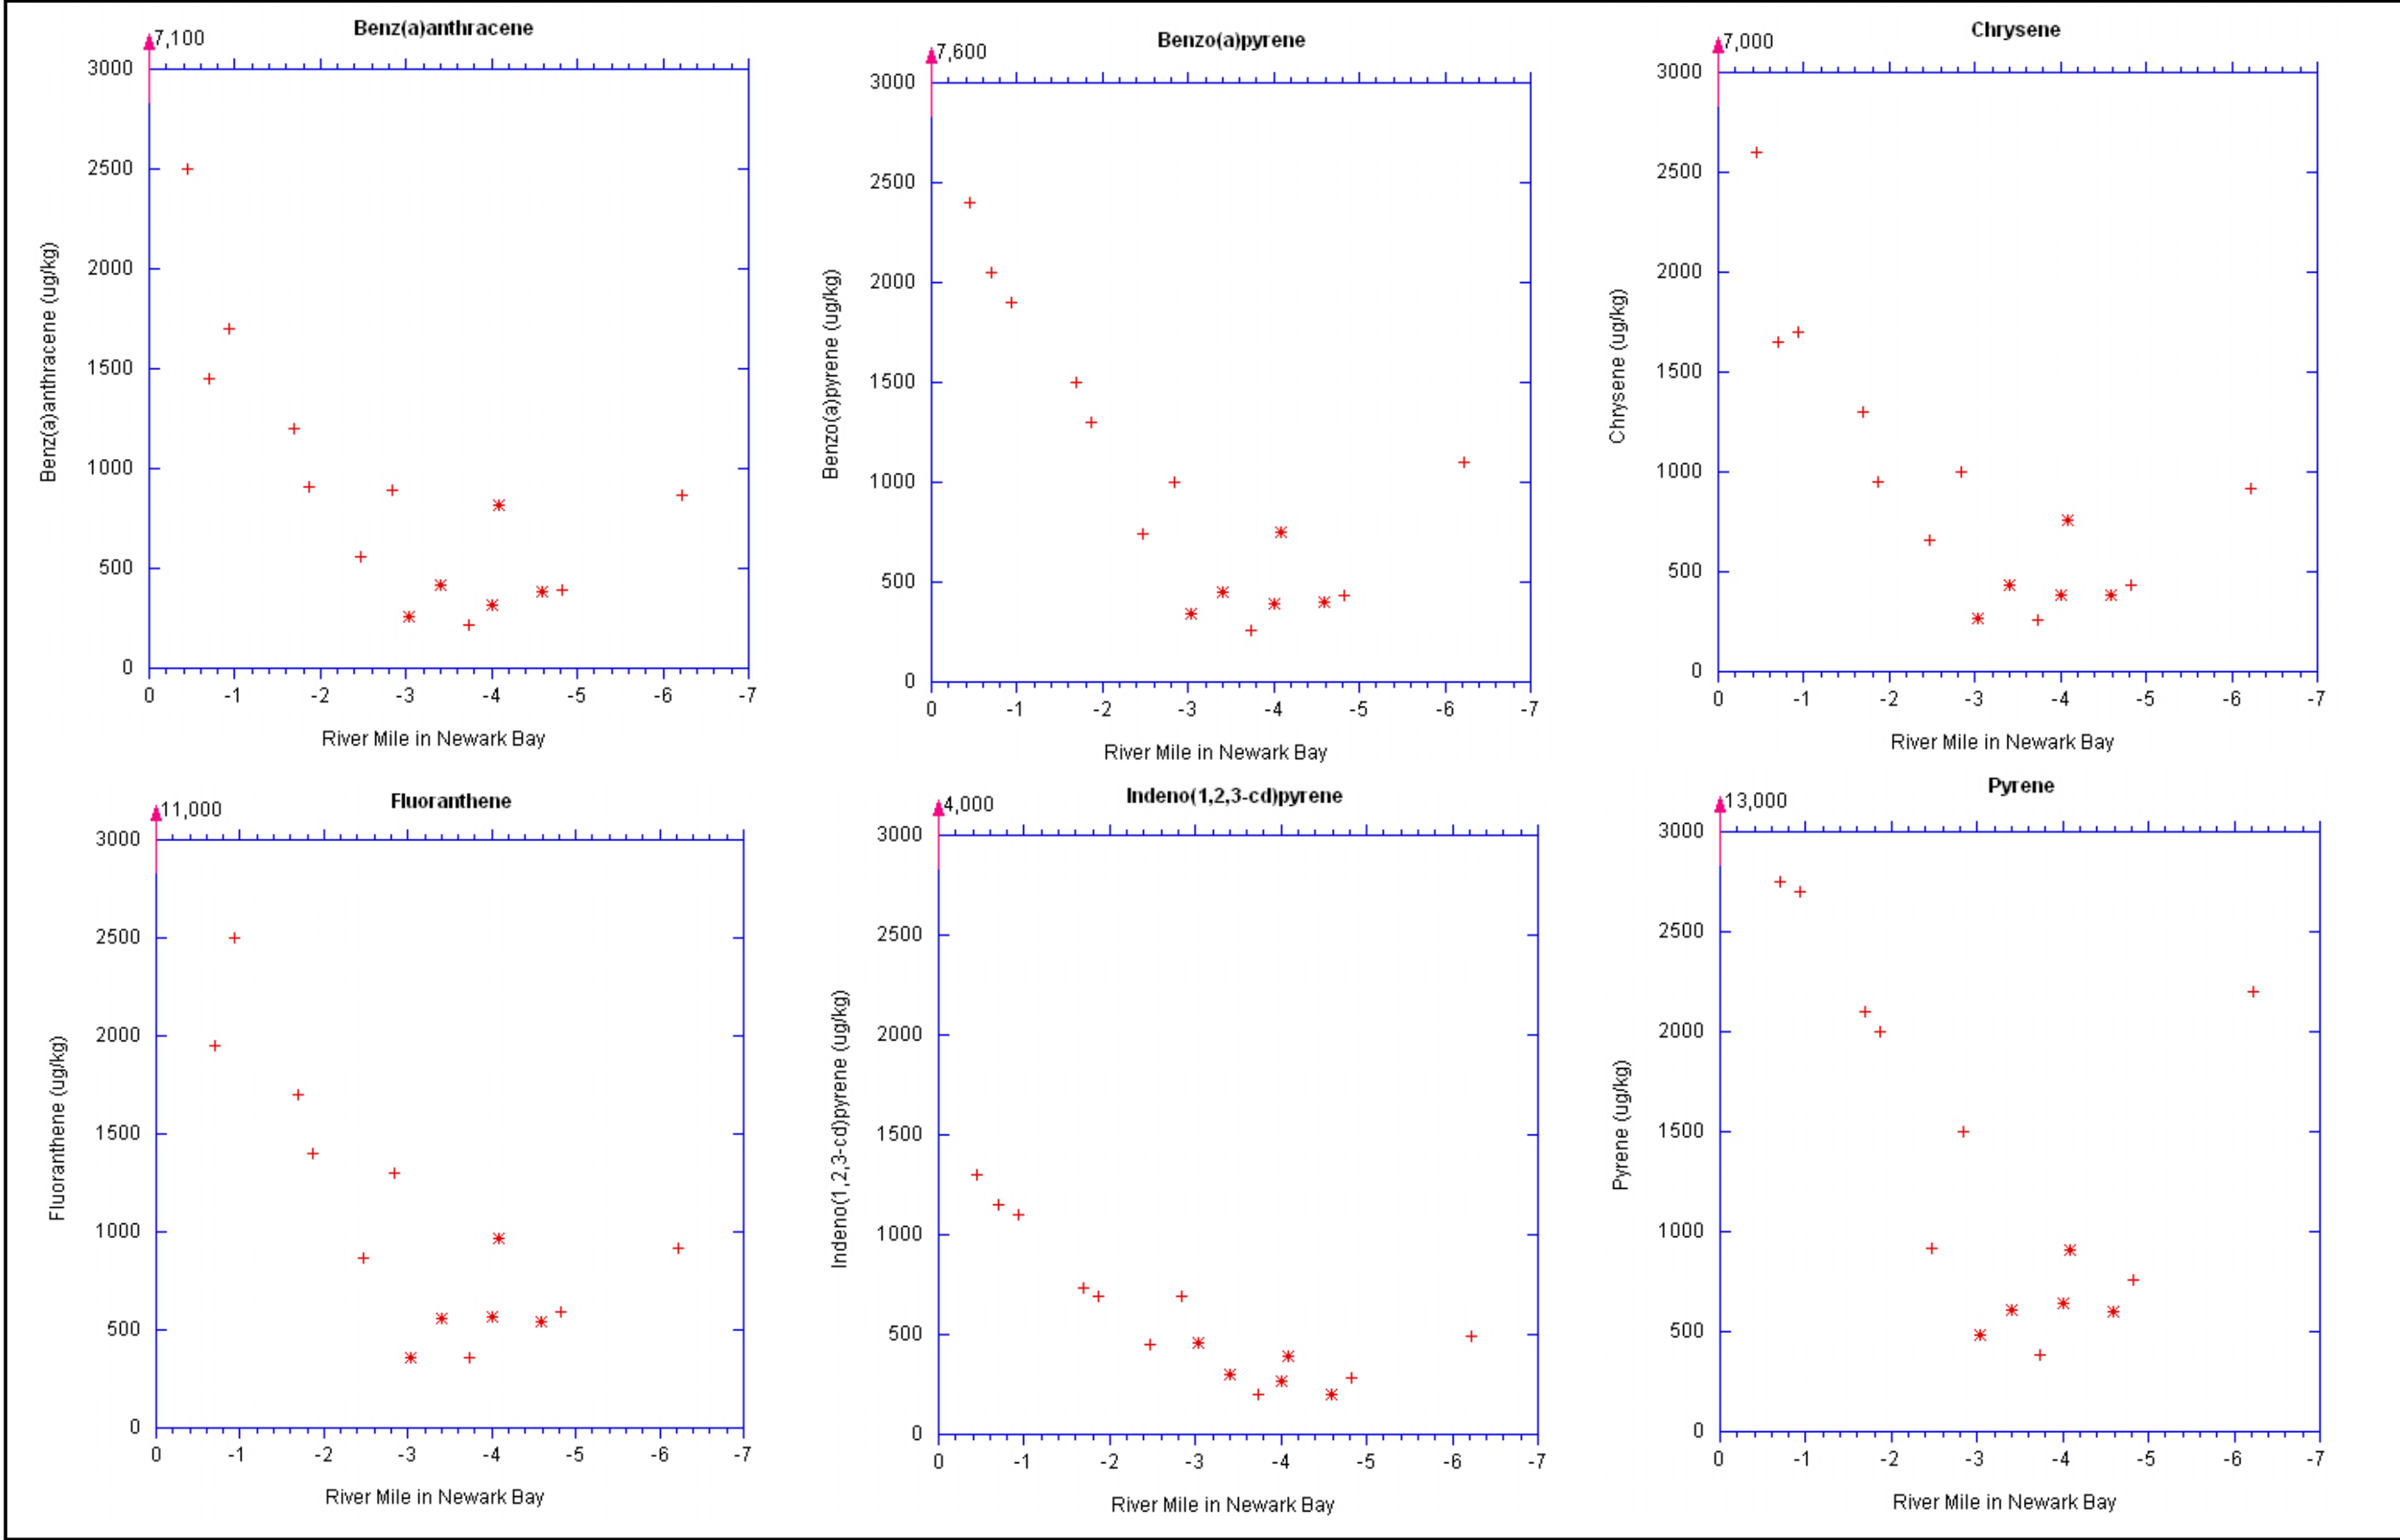 Benz(a)anthracene
7,100
3000
2500
2000
1500
1000
500
0
Benz(a)anthracene (ug/kg)
0 -1 -2 -3 -4 -5 -6 -7
River Mile in Newark Bay
Benzo(a)pyrene
7,600
3000
2500
2000
1500
1000
500
0
Benzo(a)pyrene (ug/kg)
0 -1 -2 -3 -4 -5 -6 -7
River Mile in Newark Bay
Chrysene
7,000
3000
2500
2000
1500
1000
500
0
Chrysene (ug/kg)
0 -1 -2 -3 -4 -5 -6 -7
River Mile in Newark Bay
Fluoranthene
11,000
3000
2500
2000
1500
1000
500
0
Fluoranthene (ug/kg)
0 -1 -2 -3 -4 -5 -6 -7
River Mile in Newark Bay
Indeno(1,2,3-cd)pyrene
4,000
3000
2500
2000
1500
1000
500
0
Indeno(1,2,3-cd)pyrene (ug/kg)
0 -1 -2 -3 -4 -5 -6 -7
River Mile in Newark Bay
Pyrene
13,000
3000
2500
2000
1500
1000
500
0
Pyrene (ug/kg)
0 -1 -2 -3 -4 -5 -6 -7
River Mile in Newark Bay